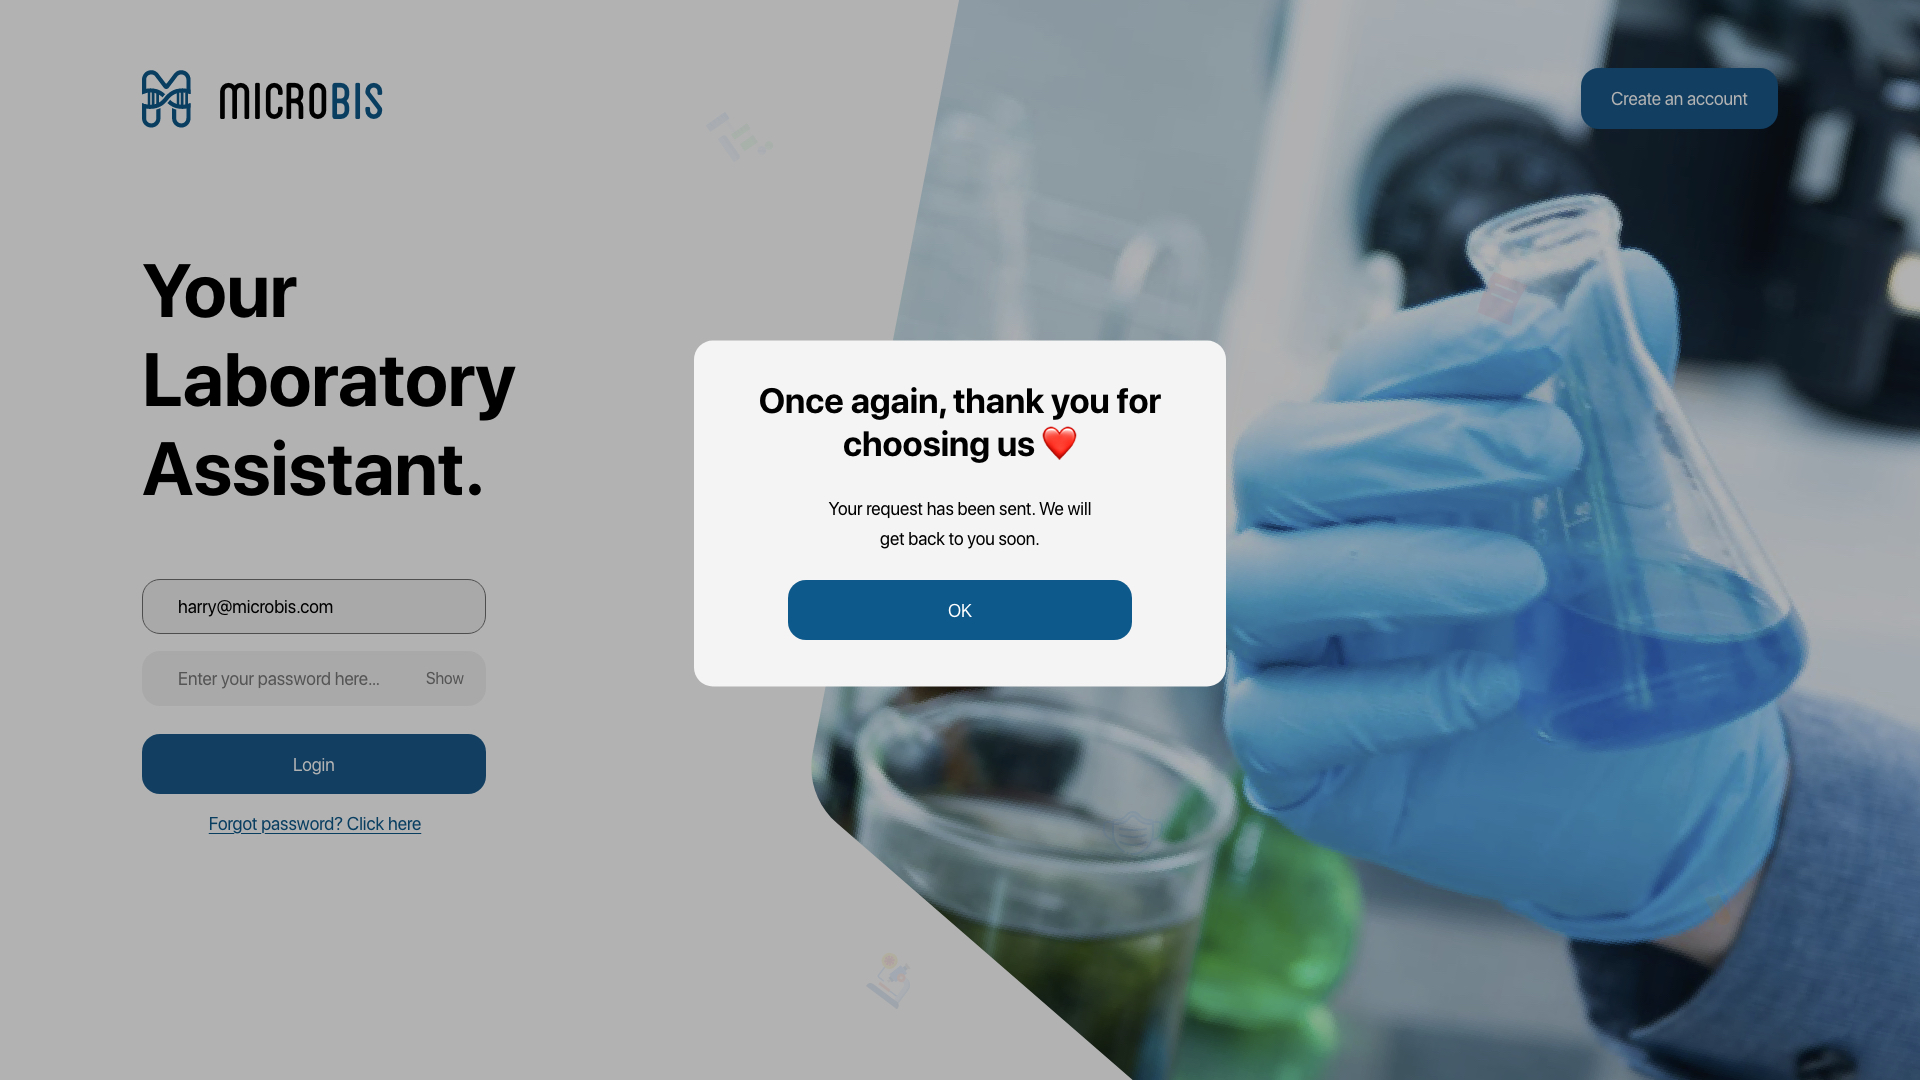 MICROBIS
Create an account
Your
Laboratory
Assistant.
harry@microbis.com
Enter your password here...
Show
Login
Forgot password? Click here
Once again, thank you for
choosing us ❤️
Your request has been sent. We will
get back to you soon.
OK